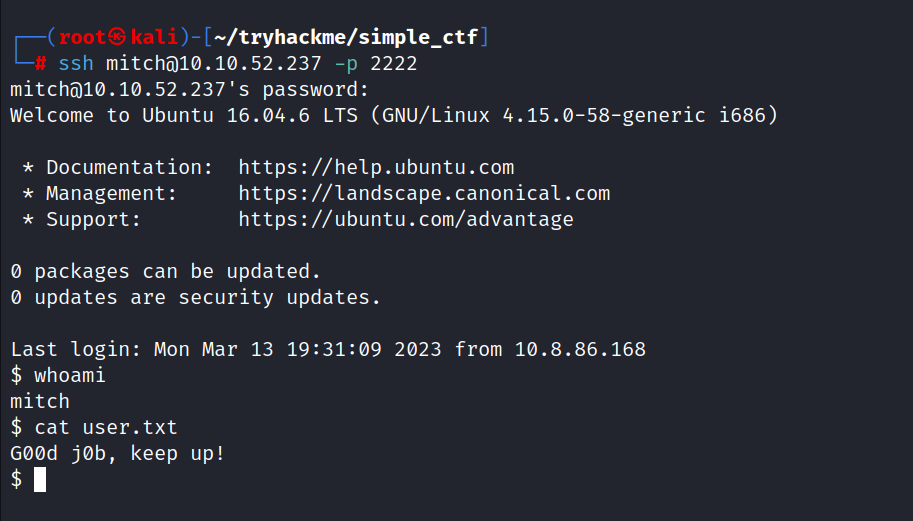 ┌──(root㉿kali)-[~/tryhackme/simple_ctf]
└─# ssh mitch@10.10.52.237 -p 2222
mitch@10.10.52.237's password:
Welcome to Ubuntu 16.04.6 LTS (GNU/Linux 4.15.0-58-generic i686)

 * Documentation:  https://help.ubuntu.com
 * Management:     https://landscape.canonical.com
 * Support:        https://ubuntu.com/advantage

0 packages can be updated.
0 updates are security updates.

Last login: Mon Mar 13 19:31:09 2023 from 10.8.86.168
$ whoami
mitch
$ cat user.txt
G00d j0b, keep up!
$